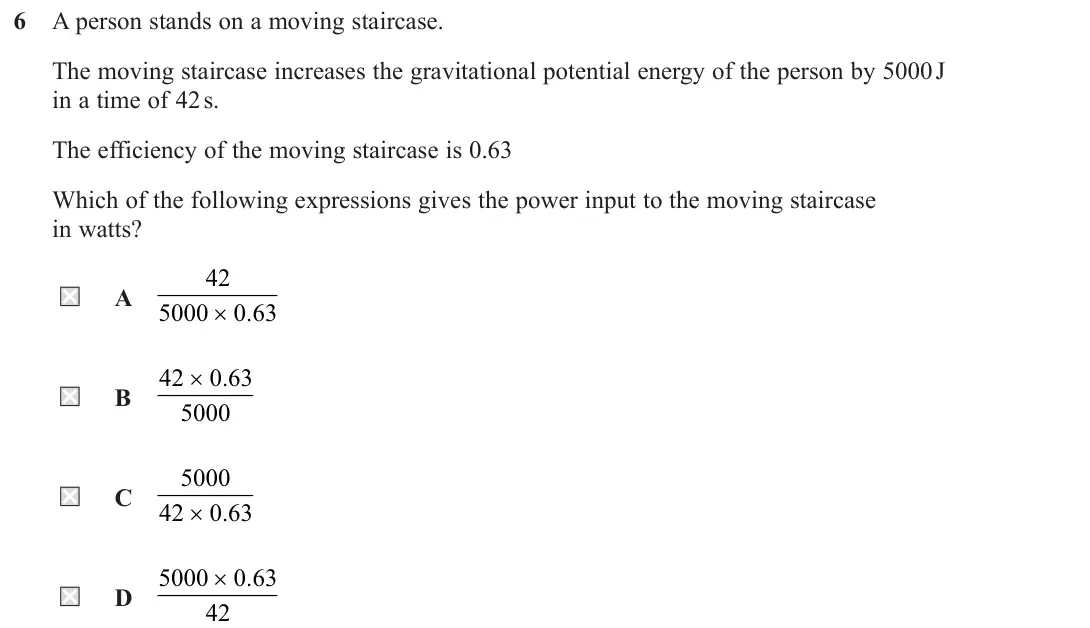 6 A person stands on a moving staircase.
The moving staircase increases the gravitational potential energy of the person by 5000 J
in a time of 42 s.
The efficiency of the moving staircase is 0.63
Which of the following expressions gives the power input to the moving staircase
in watts?
A 42
5000 × 0.63
B 42 × 0.63
5000
C 5000
42 × 0.63
D 5000 × 0.63
42